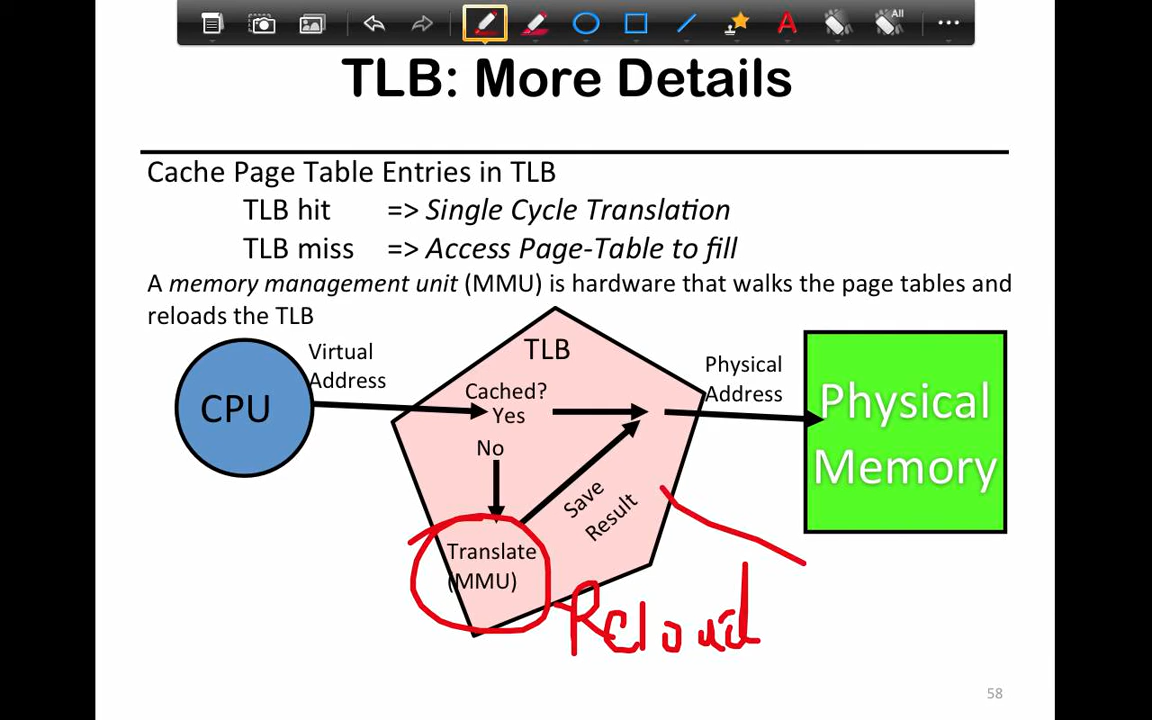 All
A
TLB: More Details
Cache Page Table Entries in TLB
TLB hit => Single Cycle Translation
TLB miss => Access Page-Table to fill
A memory management unit (MMU) is hardware that walks the page tables and
reloads the TLB
CPU
Virtual
Address
TLB
Cached?
Yes
No
Save
Result
Translate
(MMU)
Physical
Address
Physical
Memory
Reload
58